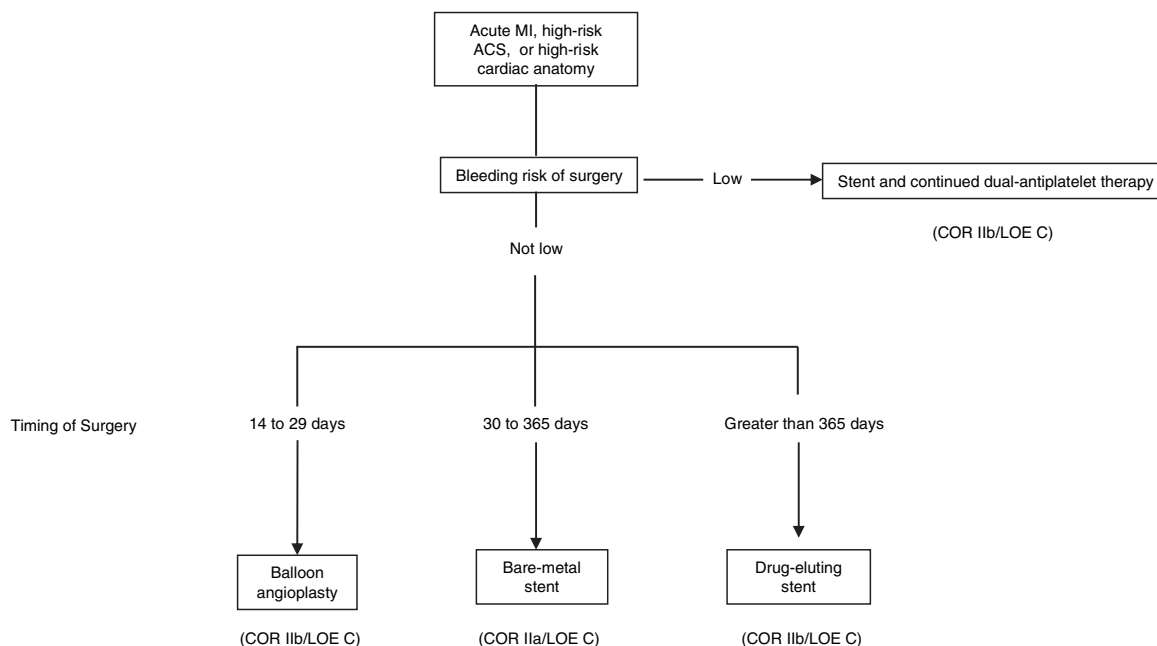 Acute MI, high-risk
ACS,  or high-risk
cardiac anatomy
Bleeding risk of surgery
Low
Stent and continued dual-antiplatelet therapy
(COR IIb/LOE C)
Not low
Timing of Surgery
14 to 29 days
30 to 365 days
Greater than 365 days
Balloon
angioplasty
Bare-metal
stent
Drug-eluting
stent
(COR IIb/LOE C)
(COR IIa/LOE C)
(COR IIb/LOE C)